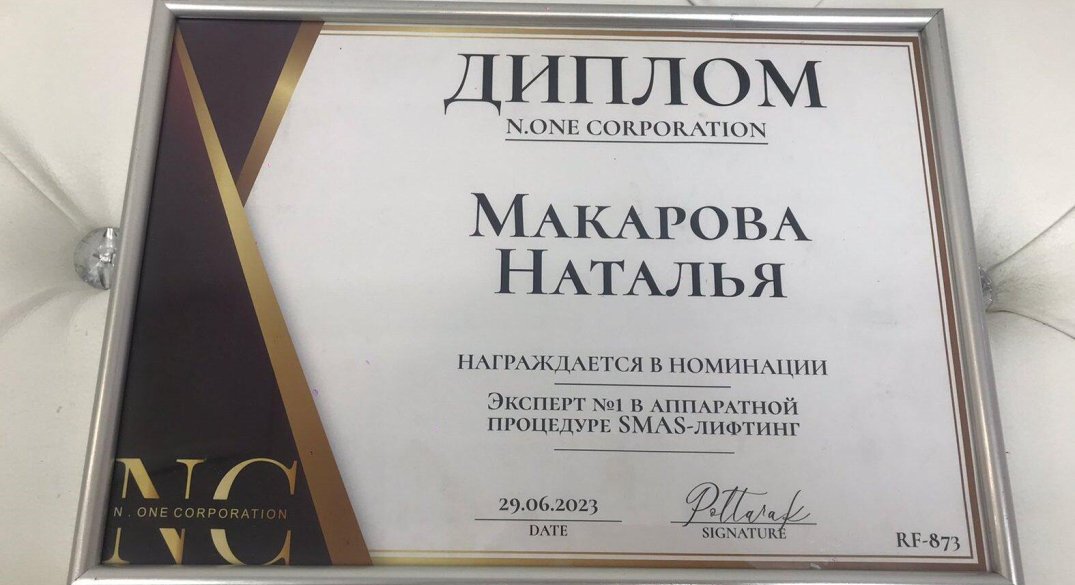 ДИПЛОМ
N.ONE CORPORATION
МАКАРОВА
НАТАЛЬЯ
НАГРАЖДАЕТСЯ В НОМИНАЦИИ
ЭКСПЕРТ №1 В АППАРАТНОЙ
ПРОЦЕДУРЕ SMAS-ЛИФТИНГ
29.06.2023
DATE
Pottarak
SIGNATURE
RF-873
NC
N.ONE CORPORATION